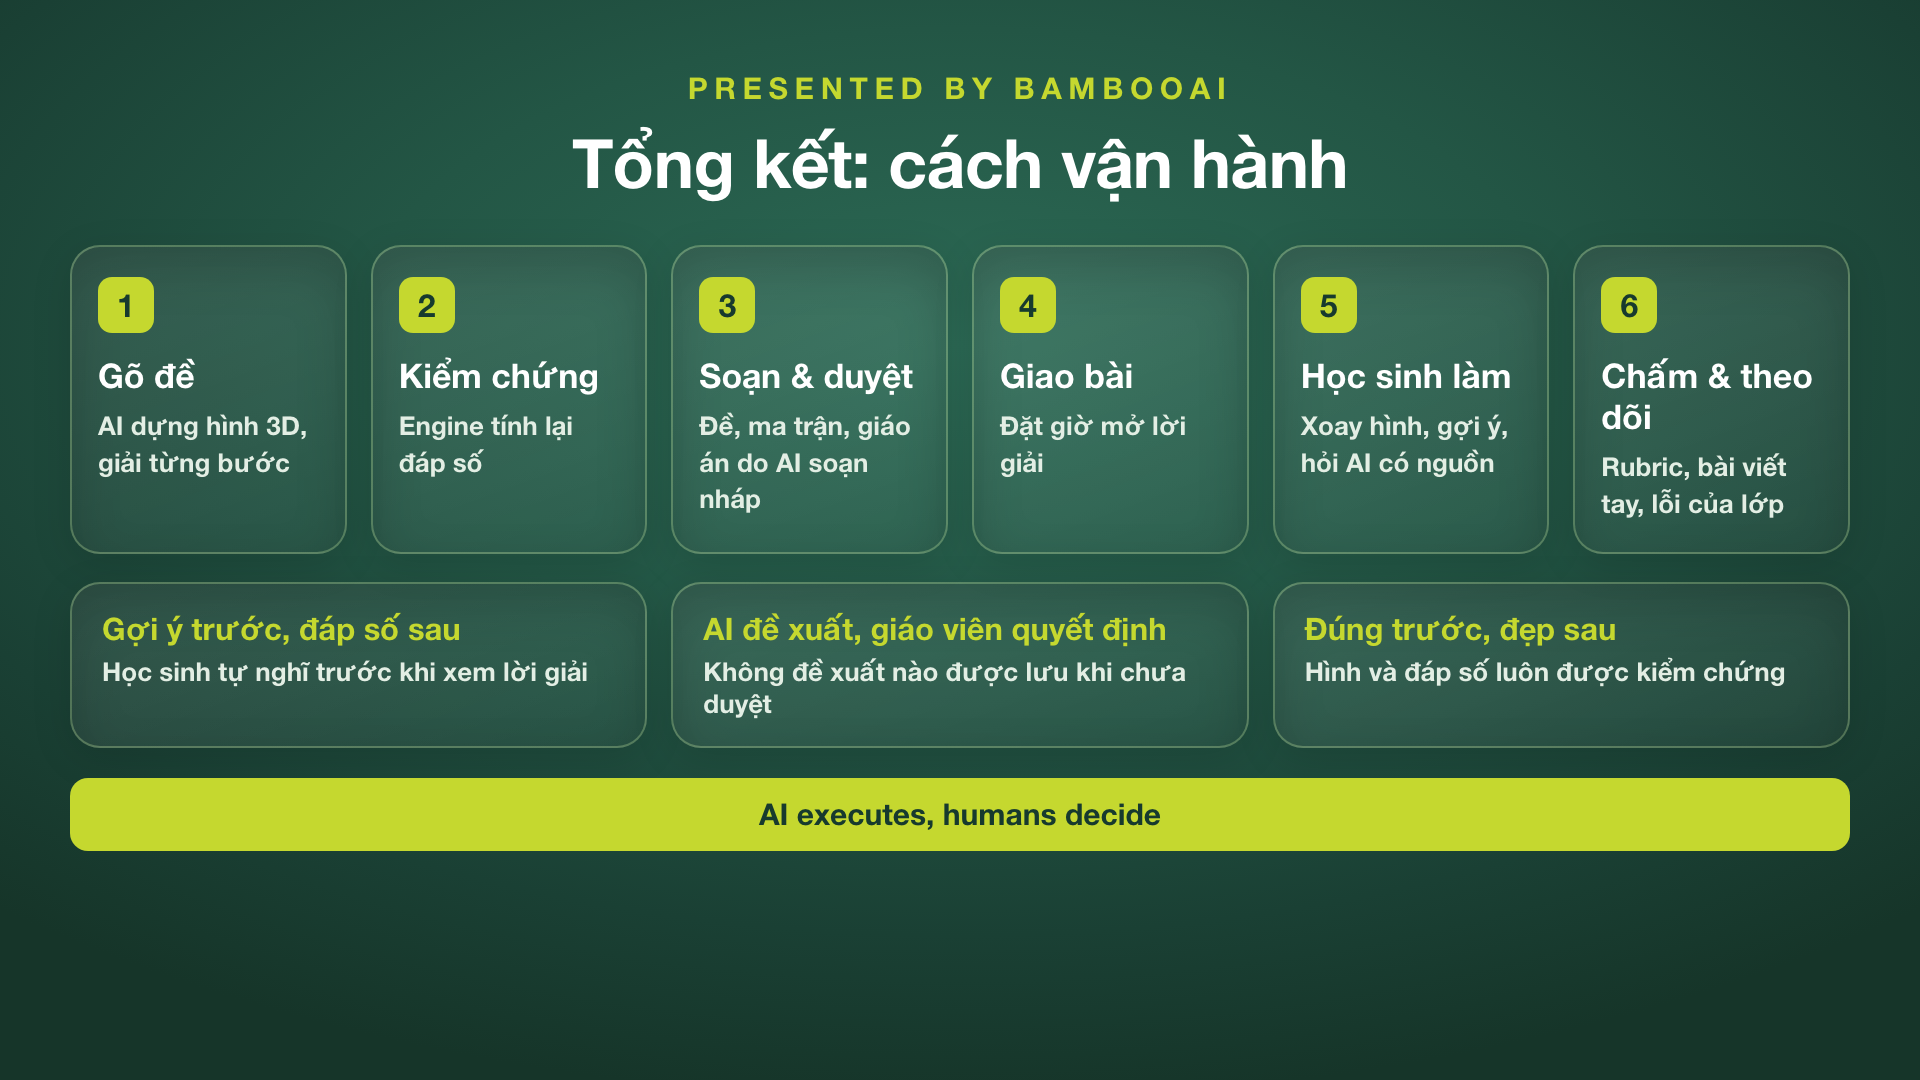 PRESENTED BY BAMBOOAI
Tổng kết: cách vận hành
1
Gõ đề
AI dựng hình 3D,
giải từng bước
2
Kiểm chứng
Engine tính lại
đáp số
3
Soạn & duyệt
Đề, ma trận, giáo
án do AI soạn
nháp
4
Giao bài
Đặt giờ mở lời
giải
5
Học sinh làm
Xoay hình, gợi ý,
hỏi AI có nguồn
6
Chấm & theo
dõi
Rubric, bài viết
tay, lỗi của lớp
Gợi ý trước, đáp số sau
Học sinh tự nghĩ trước khi xem lời giải
AI đề xuất, giáo viên quyết định
Không đề xuất nào được lưu khi chưa
duyệt
Đúng trước, đẹp sau
Hình và đáp số luôn được kiểm chứng
AI executes, humans decide